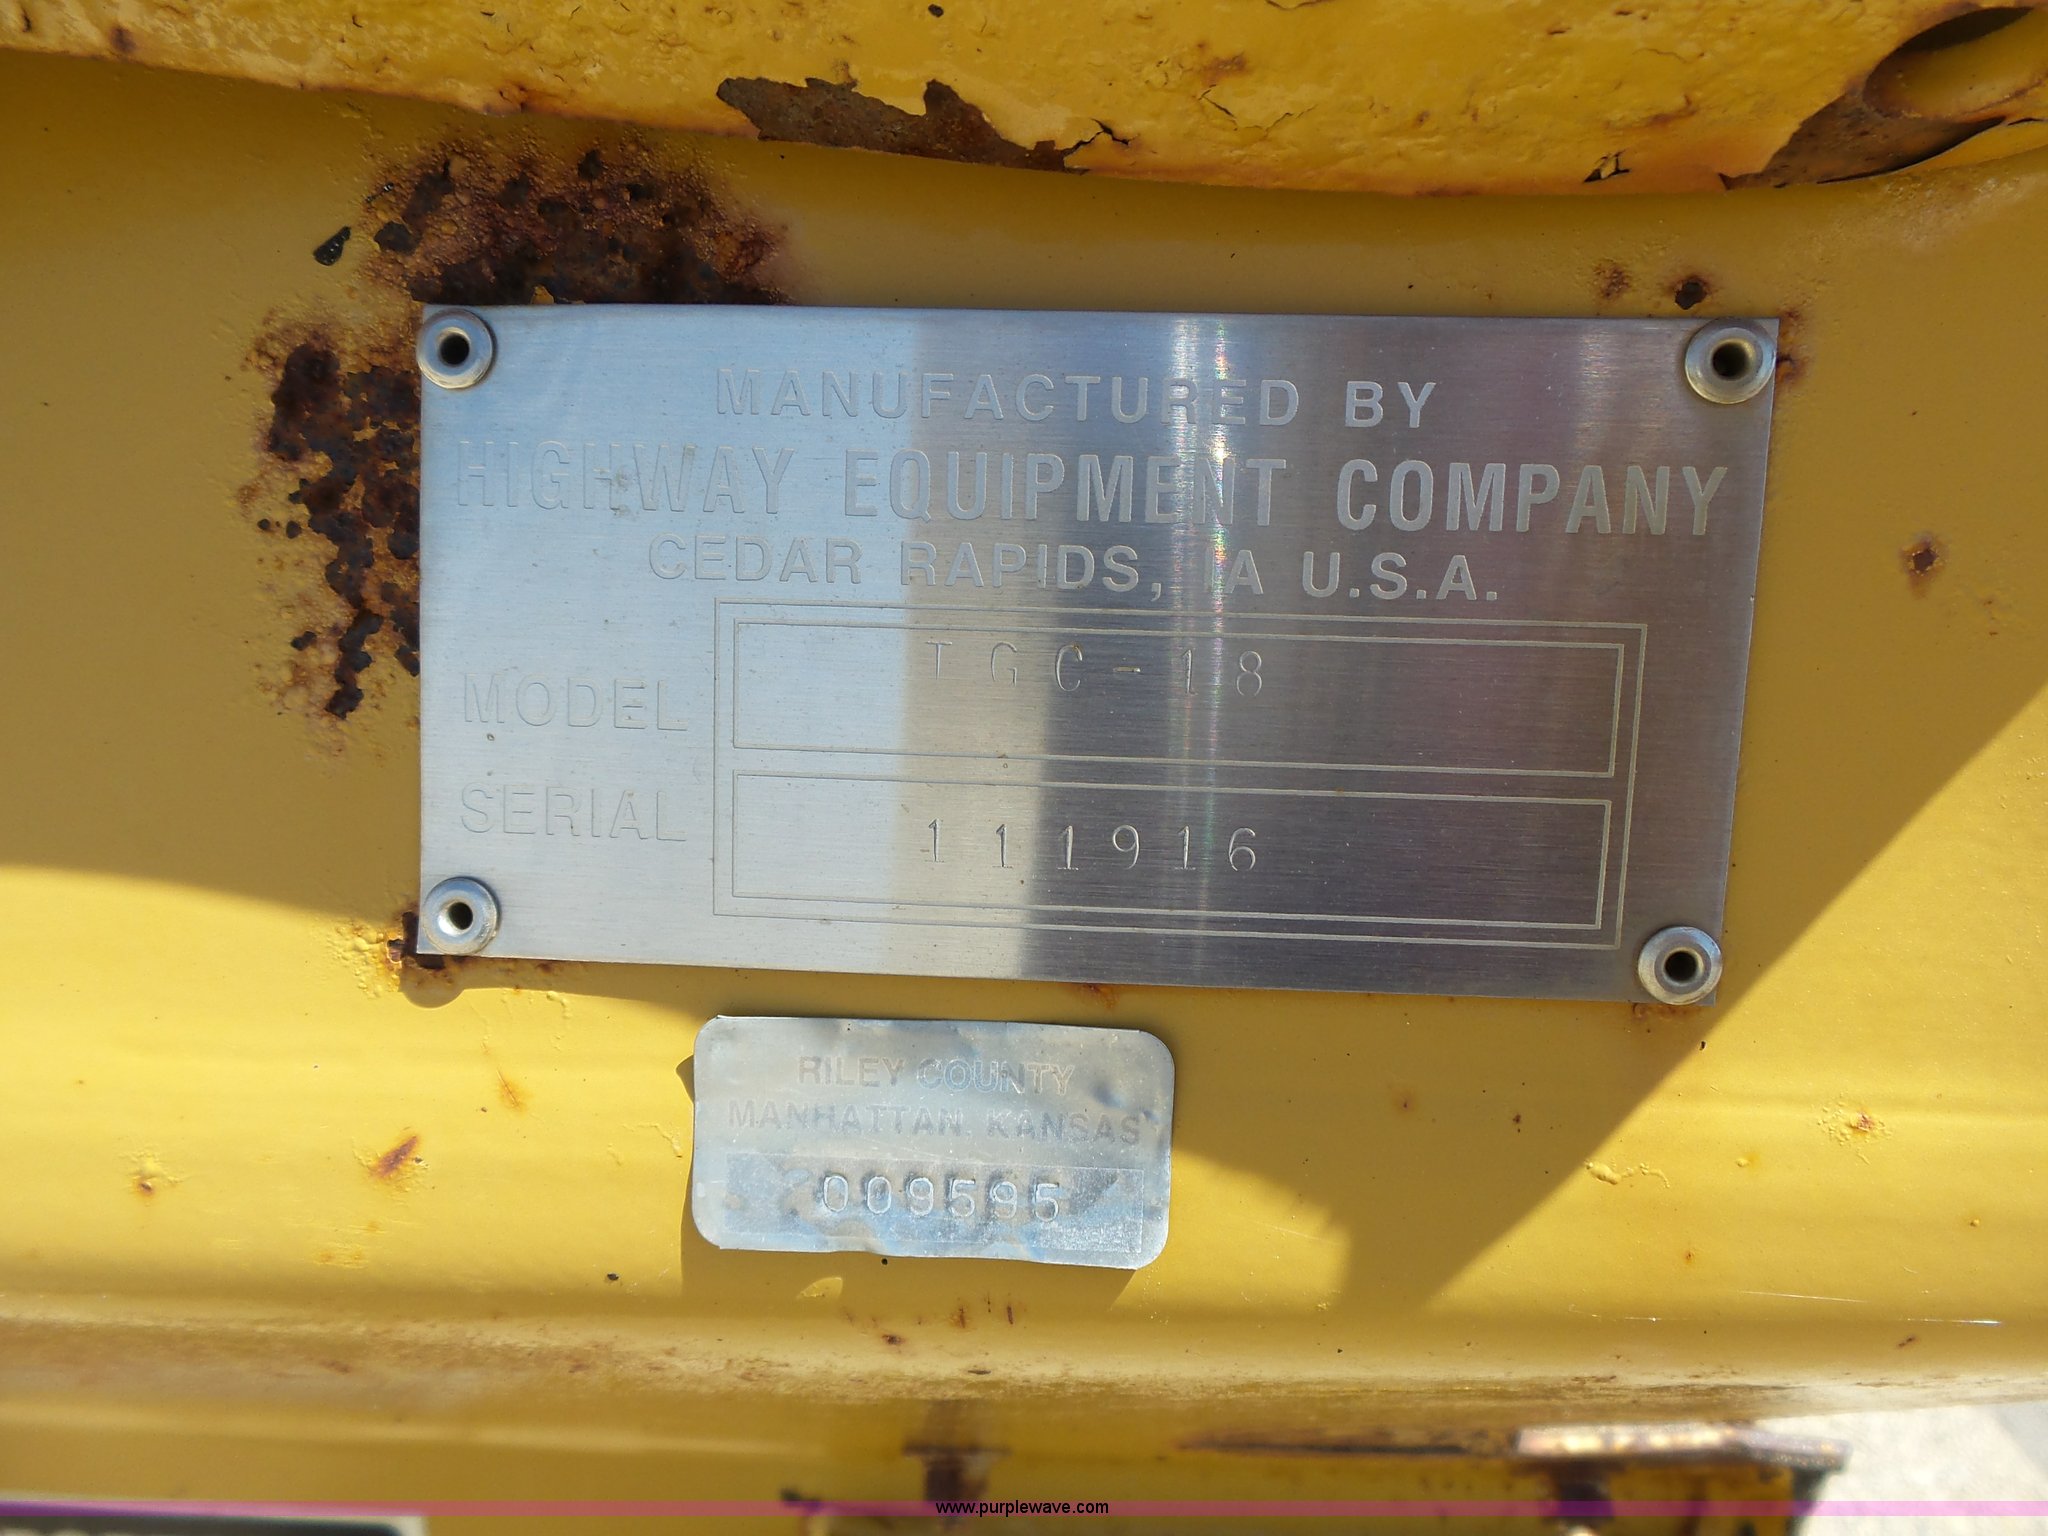 MANUFACTURED BY
HIGHWAY EQUIPMENT COMPANY
CEDAR RAPIDS, IA U.S.A.
MODEL TGC-18
SERIAL 111916
RILEY COUNTY
MANHATTAN, KANSAS
009595
www.purplewave.com